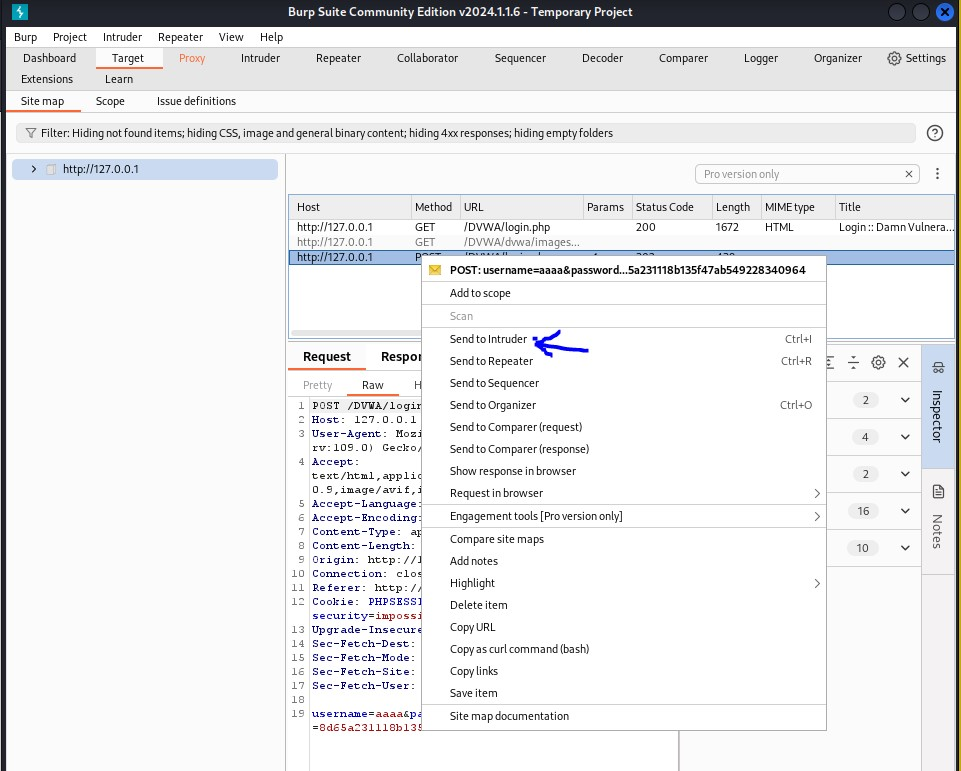 Burp Suite Community Edition v2024.1.1.6 - Temporary Project
Burp Project Intruder Repeater View Help
Dashboard Target Proxy Intruder Repeater Collaborator Sequencer Decoder Comparer Logger Organizer Settings
Extensions Learn
Site map Scope Issue definitions
Filter: Hiding not found items; hiding CSS, image and general binary content; hiding 4xx responses; hiding empty folders
http://127.0.0.1
Pro version only
Host Method URL Params Status Code Length MIME type Title
http://127.0.0.1 GET /DVWA/login.php 200 1672 HTML Login :: Damn Vulnera...
http://127.0.0.1 GET /DVWA/dvwa/images...
http://127.0.0.1
POST: username=aaaa&password...5a231118b135f47ab549228340964
Add to scope
Scan
Send to Intruder Ctrl+I
Send to Repeater Ctrl+R
Send to Sequencer
Send to Organizer Ctrl+O
Send to Comparer (request)
Send to Comparer (response)
Show response in browser
Request in browser
Engagement tools [Pro version only]
Compare site maps
Add notes
Highlight
Delete item
Copy URL
Copy as curl command (bash)
Copy links
Save item
Site map documentation
Request Respon
Pretty Raw H
1 POST /DVWA/login
2 Host: 127.0.0.1
3 User-Agent: Mozi
rv:109.0) Gecko/
4 Accept:
text/html,applic
0.9,image/avif,i
5 Accept-Language:
6 Accept-Encoding:
7 Content-Type: ap
8 Content-Length:
9 Origin: http://1
10 Connection: clos
11 Referer: http://
12 Cookie: PHPSESSI
security=impossi
13 Upgrade-Insecure
14 Sec-Fetch-Dest:
15 Sec-Fetch-Mode:
16 Sec-Fetch-Site:
17 Sec-Fetch-User:
18
19 username=aaaa&pa
=8d65a231118b135
2
4
2
16
10
Inspector
Notes